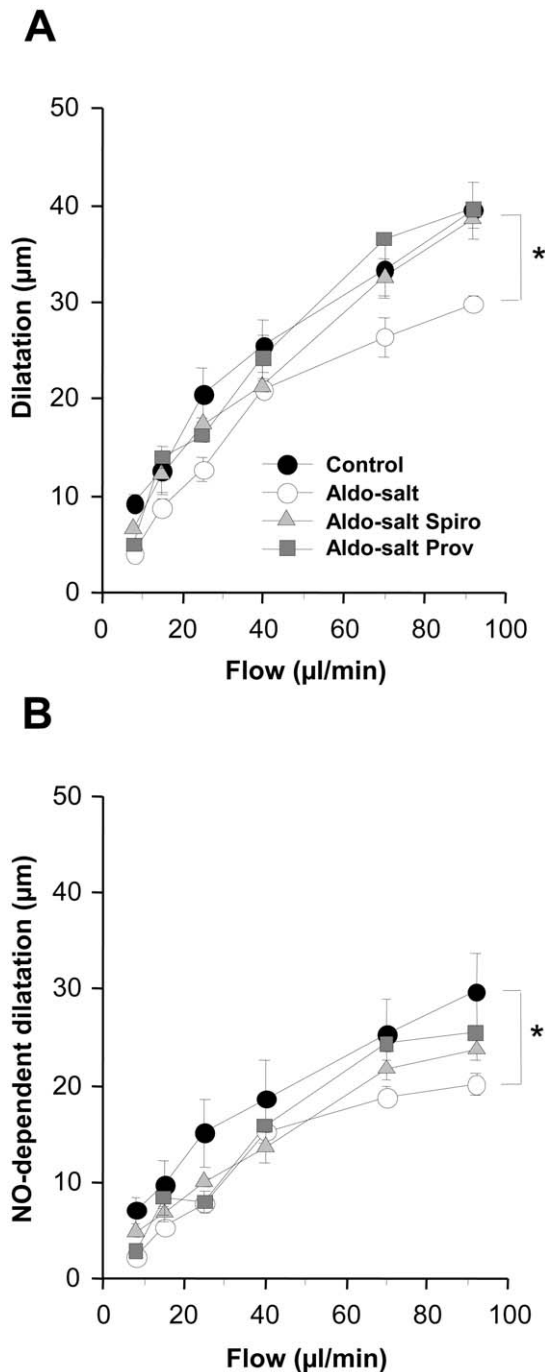 A
Dilatation (µm)
50
40
30
20
10
0
*
Control
Aldo-salt
Aldo-salt Spiro
Aldo-salt Prov
0 20 40 60 80 100
Flow (µl/min)
B
NO-dependent dilatation (µm)
50
40
30
20
10
0
*
0 20 40 60 80 100
Flow (µl/min)